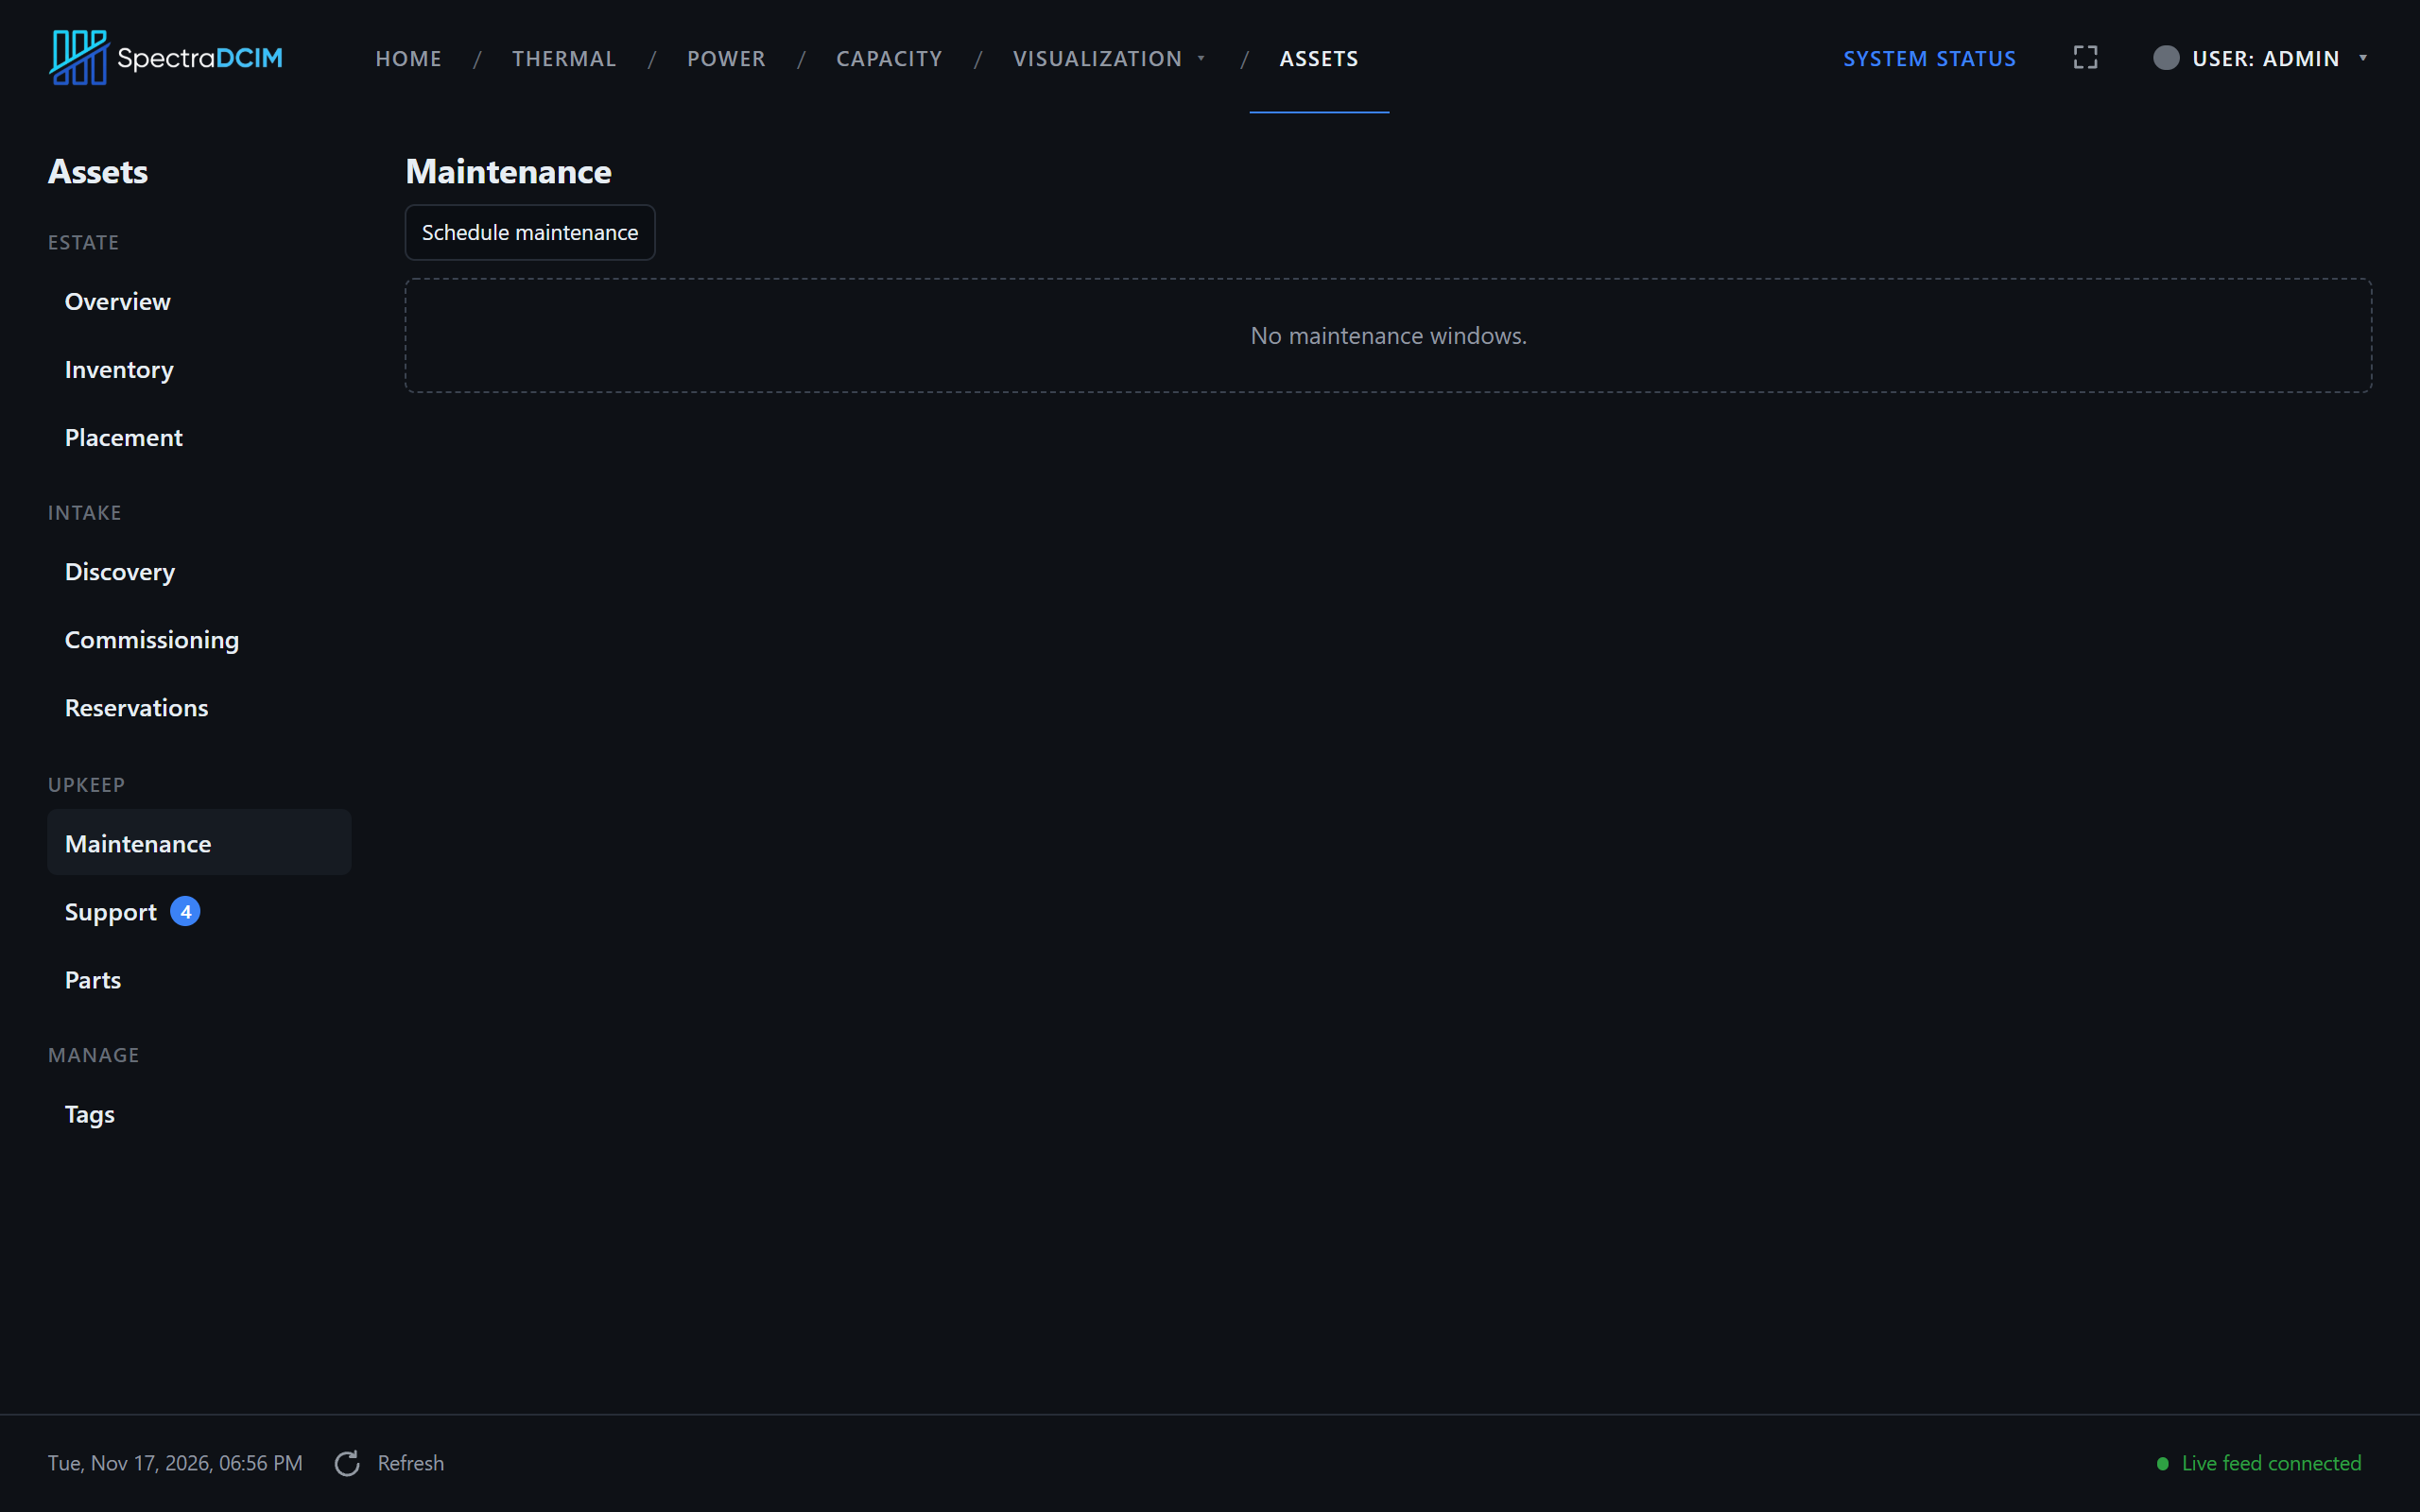 SpectraDCIM
HOME / THERMAL / POWER / CAPACITY / VISUALIZATION / ASSETS
SYSTEM STATUS
USER: ADMIN
Assets
ESTATE
Overview
Inventory
Placement
INTAKE
Discovery
Commissioning
Reservations
UPKEEP
Maintenance
Support 4
Parts
MANAGE
Tags
Maintenance
Schedule maintenance
No maintenance windows.
Tue, Nov 17, 2026, 06:56 PM
Refresh
Live feed connected